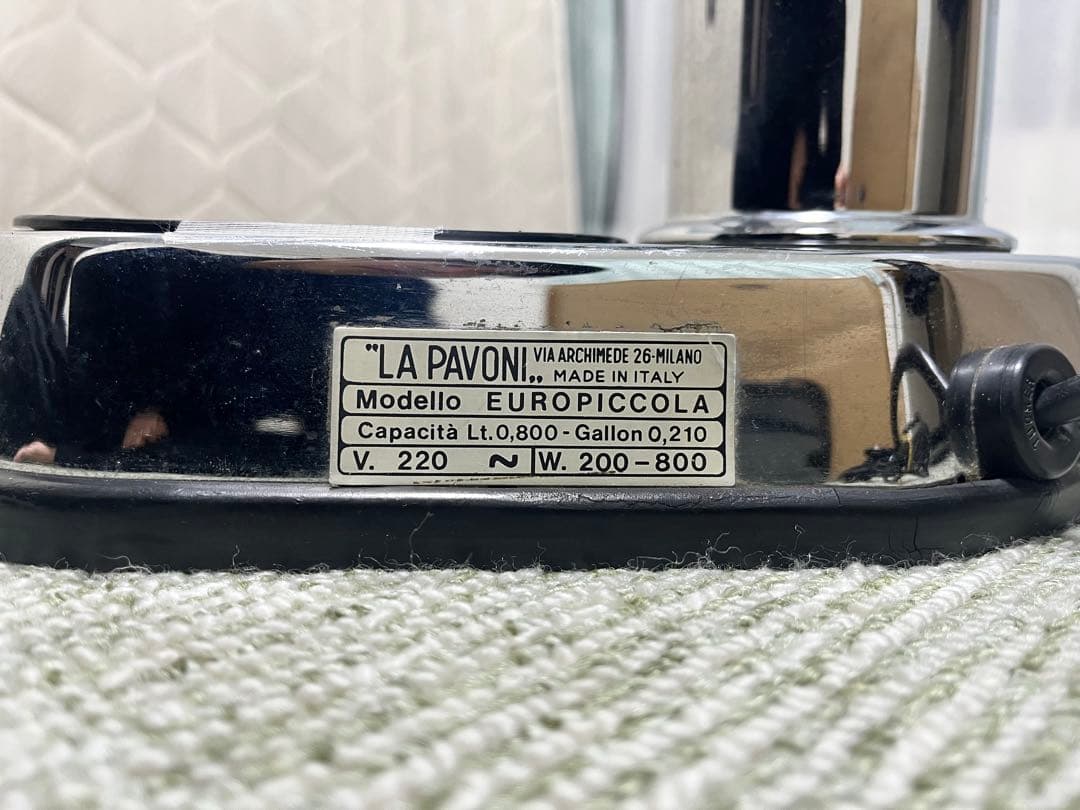 "LA PAVONI„ VIA ARCHIMEDE 26-MILANO
MADE IN ITALY
Modello EUROPICCOLA
Capacità Lt.0,800 - Gallon 0,210
V. 220 ~ W. 200-800